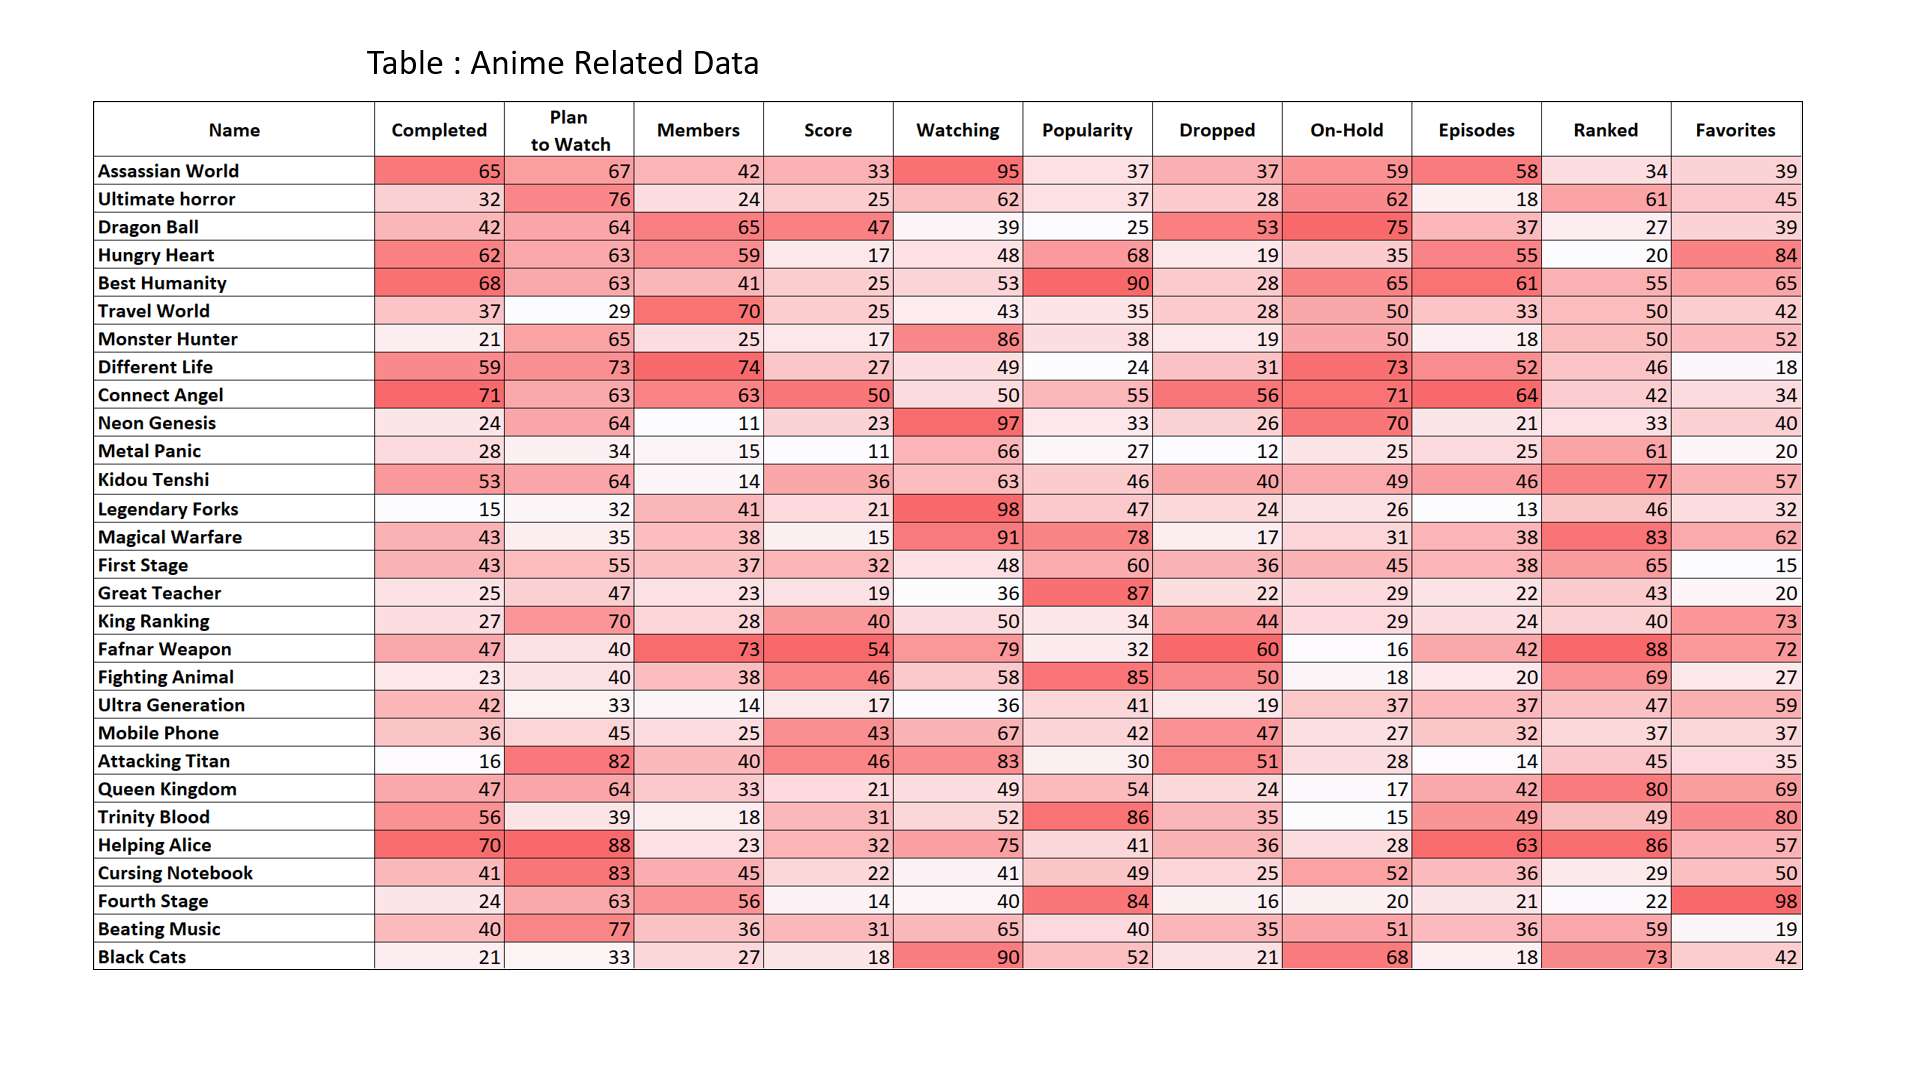 Table : Anime Related Data
Name Completed Plan to Watch Members Score Watching Popularity Dropped On-Hold Episodes Ranked Favorites
Assassian World 65 67 42 33 95 37 37 59 58 34 39
Ultimate horror 32 76 24 25 62 37 28 62 18 61 45
Dragon Ball 42 64 65 47 39 25 53 75 37 27 39
Hungry Heart 62 63 59 17 48 68 19 35 55 20 84
Best Humanity 68 63 41 25 53 90 28 65 61 55 65
Travel World 37 29 70 25 43 35 28 50 33 50 42
Monster Hunter 21 65 25 17 86 38 19 50 18 50 52
Different Life 59 73 74 27 49 24 31 73 52 46 18
Connect Angel 71 63 63 50 50 55 56 71 64 42 34
Neon Genesis 24 64 11 23 97 33 26 70 21 33 40
Metal Panic 28 34 15 11 66 27 12 25 25 61 20
Kidou Tenshi 53 64 14 36 63 46 40 49 46 77 57
Legendary Forks 15 32 41 21 98 47 24 26 13 46 32
Magical Warfare 43 35 38 15 91 78 17 31 38 83 62
First Stage 43 55 37 32 48 60 36 45 38 65 15
Great Teacher 25 47 23 19 36 87 22 29 22 43 20
King Ranking 27 70 28 40 50 34 44 29 24 40 73
Fafnar Weapon 47 40 73 54 79 32 60 16 42 88 72
Fighting Animal 23 40 38 46 58 85 50 18 20 69 27
Ultra Generation 42 33 14 17 36 41 19 37 37 47 59
Mobile Phone 36 45 25 43 67 42 47 27 32 37 37
Attacking Titan 16 82 40 46 83 30 51 28 14 45 35
Queen Kingdom 47 64 33 21 49 54 24 17 42 80 69
Trinity Blood 56 39 18 31 52 86 35 15 49 49 80
Helping Alice 70 88 23 32 75 41 36 28 63 86 57
Cursing Notebook 41 83 45 22 41 49 25 52 36 29 50
Fourth Stage 24 63 56 14 40 84 16 20 21 22 98
Beating Music 40 77 36 31 65 40 35 51 36 59 19
Black Cats 21 33 27 18 90 52 21 68 18 73 42